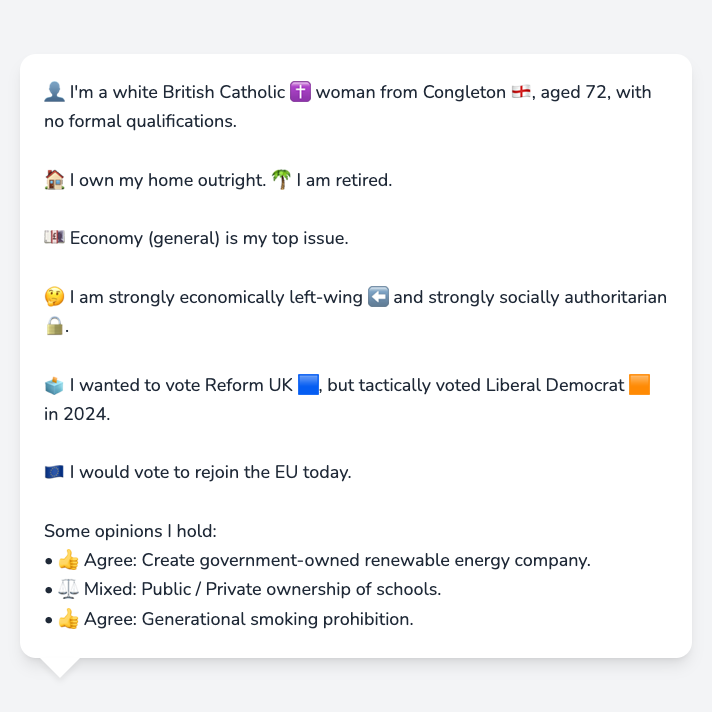 👤 I'm a white British Catholic ✝️ woman from Congleton 🏴󠁧󠁢󠁥󠁮󠁧󠁿, aged 72, with
no formal qualifications.
🏠 I own my home outright. 🌴 I am retired.
💷 Economy (general) is my top issue.
🤔 I am strongly economically left-wing ⬅️ and strongly socially authoritarian
🔒.
🗳️ I wanted to vote Reform UK 🟦, but tactically voted Liberal Democrat 🟧
in 2024.
🇪🇺 I would vote to rejoin the EU today.
Some opinions I hold:
• 👍 Agree: Create government-owned renewable energy company.
• ⚖️ Mixed: Public / Private ownership of schools.
• 👍 Agree: Generational smoking prohibition.